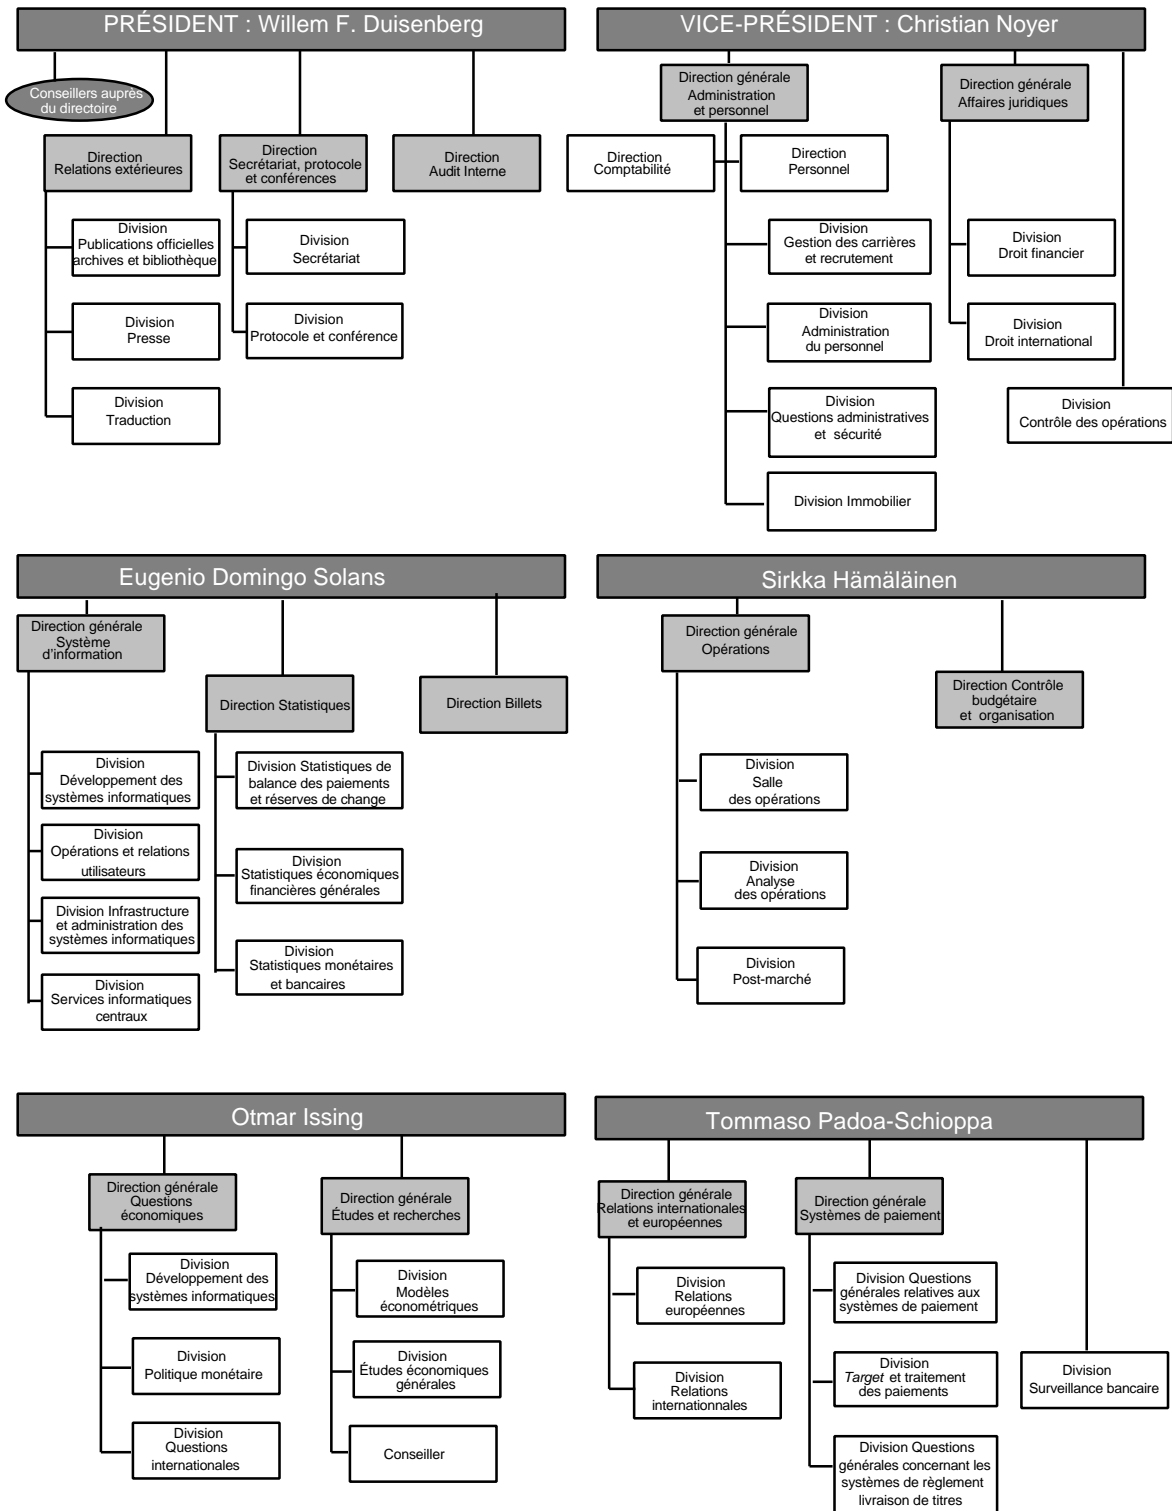 PRÉSIDENT : Willem F. Duisenberg
Conseillers auprès
du directoire
Direction
Relations extérieures
Direction
Secrétariat, protocole
et conférences
Direction
Audit Interne
Division
Publications officielles
archives et bibliothèque
Division
Presse
Division
Traduction
Division
Secrétariat
Division
Protocole et conférence
VICE-PRÉSIDENT : Christian Noyer
Direction générale
Administration
et personnel
Direction générale
Affaires juridiques
Direction
Comptabilité
Direction
Personnel
Division
Gestion des carrières
et recrutement
Division
Administration
du personnel
Division
Questions administratives
et sécurité
Division Immobilier
Division
Droit financier
Division
Droit international
Division
Contrôle des opérations
Eugenio Domingo Solans
Direction générale
Système
d'information
Direction Statistiques
Direction Billets
Division
Développement des
systèmes informatiques
Division
Opérations et relations
utilisateurs
Division Infrastructure
et administration des
systèmes informatiques
Division
Services informatiques
centraux
Division Statistiques de
balance des paiements
et réserves de change
Division
Statistiques économiques
financières générales
Division
Statistiques monétaires
et bancaires
Sirkka Hämäläinen
Direction générale
Opérations
Direction Contrôle
budgétaire
et organisation
Division
Salle
des opérations
Division
Analyse
des opérations
Division
Post-marché
Otmar Issing
Direction générale
Questions
économiques
Direction générale
Études et recherches
Division
Développement des
systèmes informatiques
Division
Politique monétaire
Division
Questions
internationales
Division
Modèles
économétriques
Division
Études économiques
générales
Conseiller
Tommaso Padoa-Schioppa
Direction générale
Relations internationales
et européennes
Direction générale
Systèmes de paiement
Division
Relations
européennes
Division
Relations
internationnales
Division Questions
générales relatives aux
systèmes de paiement
Division
Target et traitement
des paiements
Division Questions
générales concernant les
systèmes de règlement
livraison de titres
Division
Surveillance bancaire